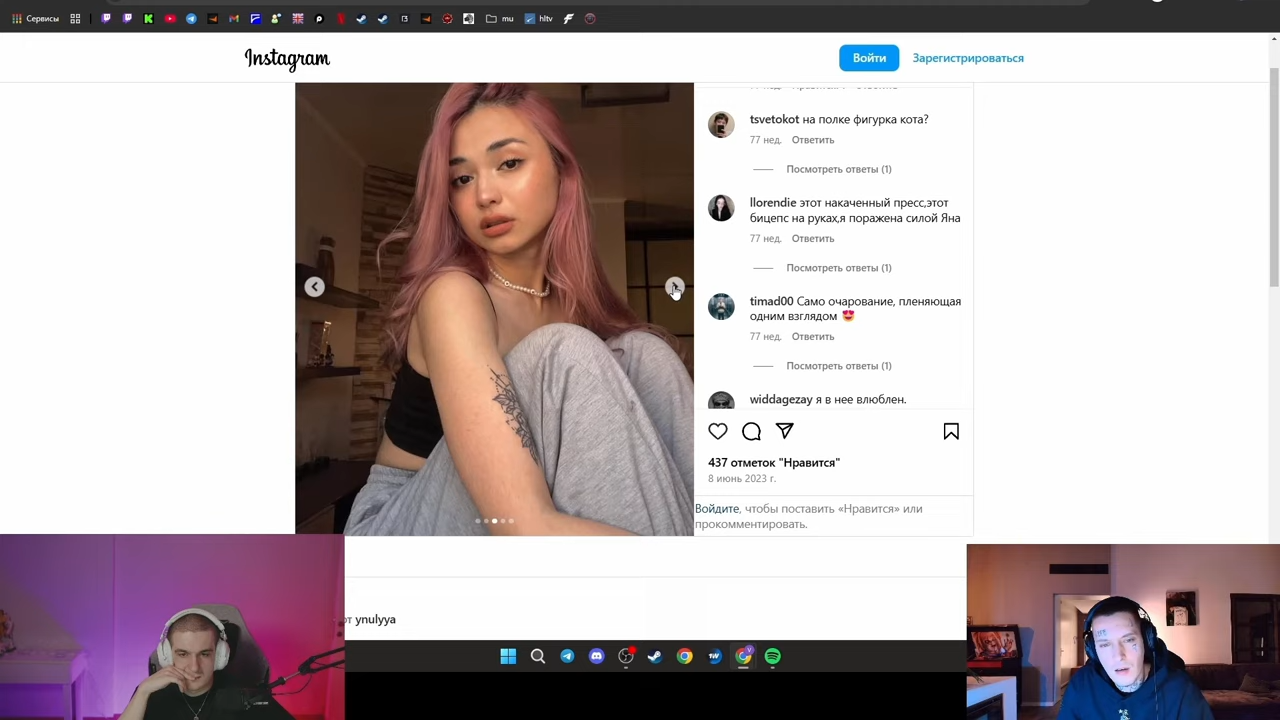 Сервисы
mu
hltv
Instagram
Войти
Зарегистрироваться
tsvetokot на полке фигурка кота?
77 нед. Ответить
Посмотреть ответы (1)
llorendie этот накаченный пресс,этот
бицепс на руках,я поражена силой Яна
77 нед. Ответить
Посмотреть ответы (1)
timad00 Само очарование, пленяющая
одним взглядом 😍
77 нед. Ответить
Посмотреть ответы (1)
widdagezay я в нее влюблен.
437 отметок "Нравится"
8 июнь 2023 г.
Войдите, чтобы поставить «Нравится» или
прокомментировать.
от ynulyya